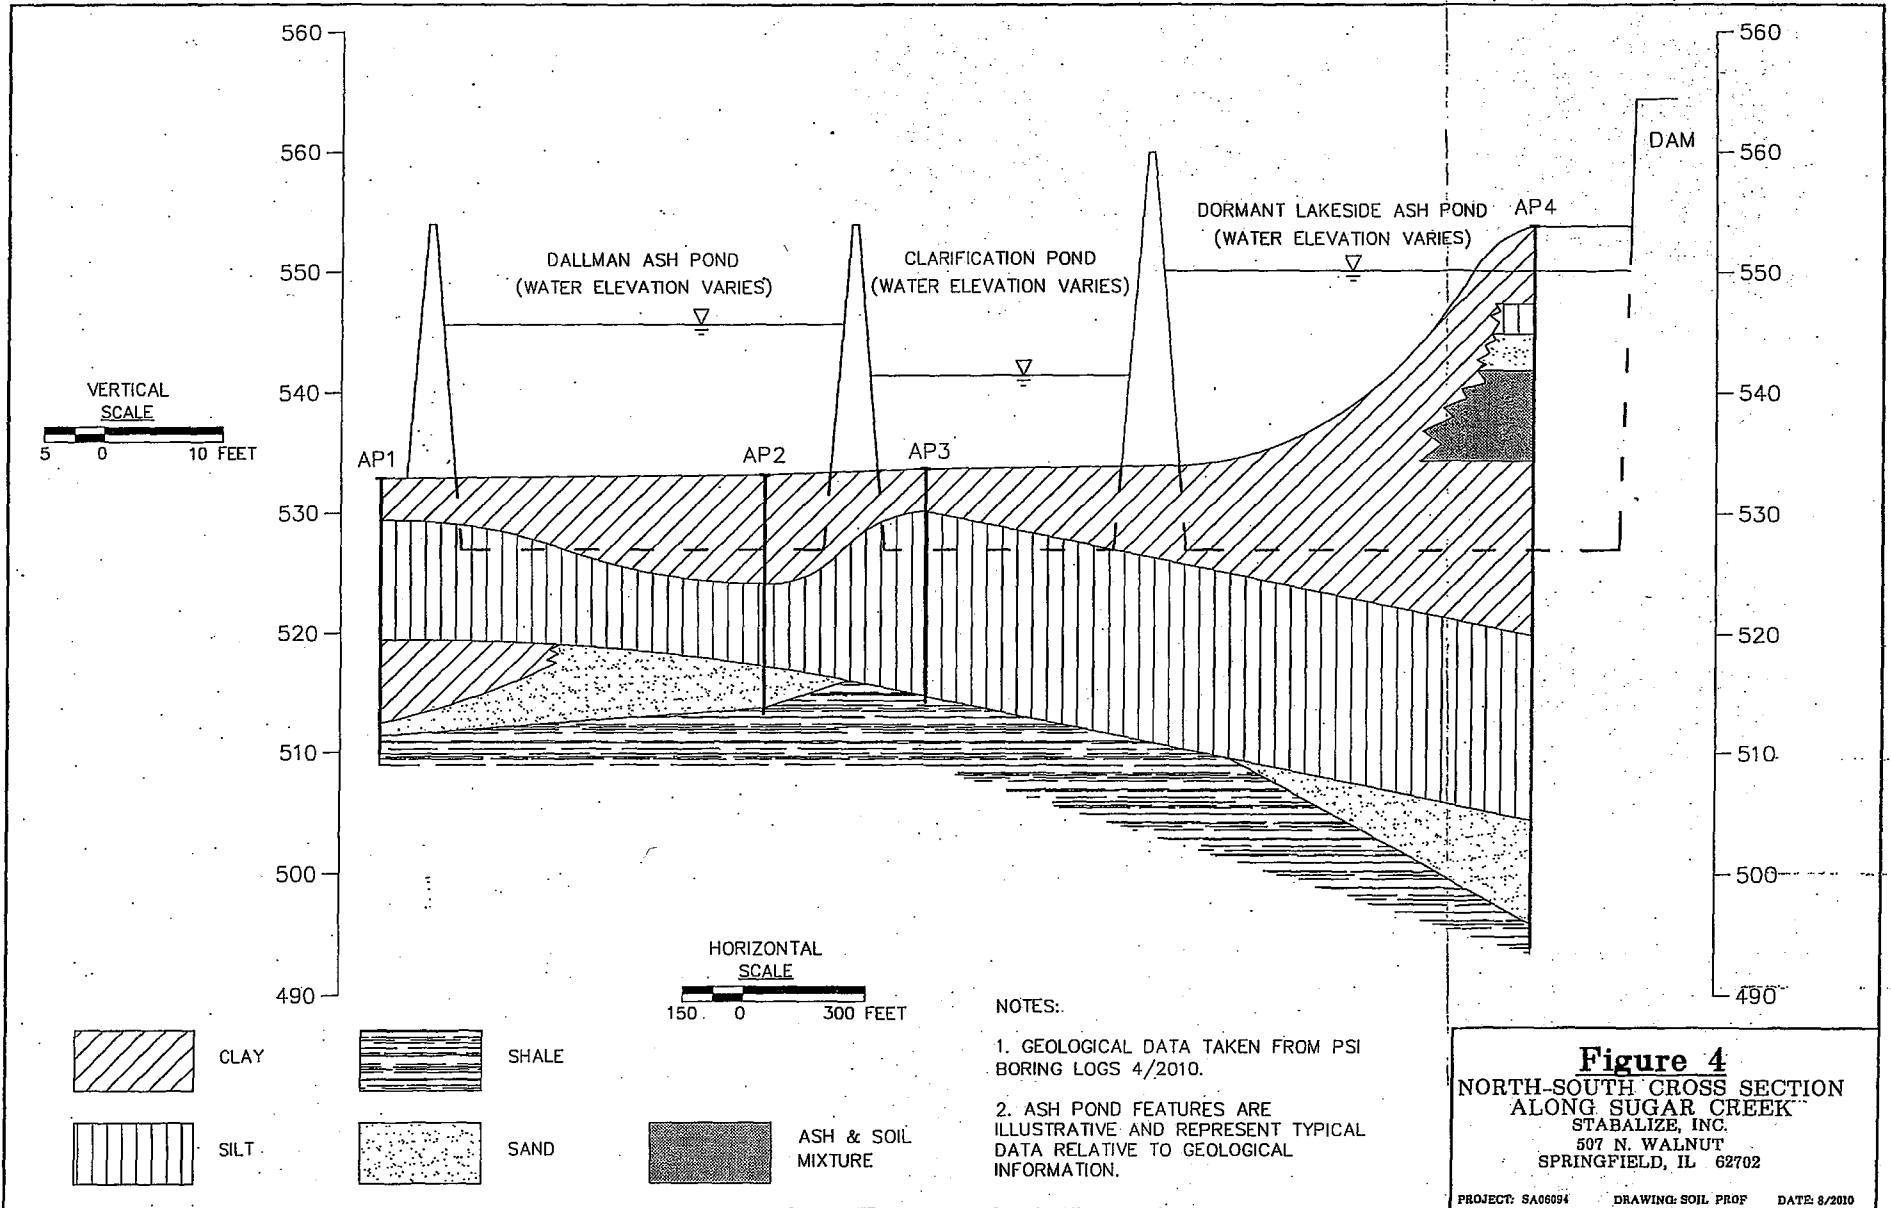 560
560
560
DAM
560
DORMANT LAKESIDE ASH POND
(WATER ELEVATION VARIES)
AP4
DALLMAN ASH POND
(WATER ELEVATION VARIES)
CLARIFICATION POND
(WATER ELEVATION VARIES)
550
550
VERTICAL
SCALE
5 0 10 FEET
540
540
AP1
AP2
AP3
530
530
520
520
510
510
500
500
490
490
HORIZONTAL
SCALE
150 0 300 FEET
CLAY
SHALE
SILT
SAND
ASH & SOIL
MIXTURE
NOTES:
1. GEOLOGICAL DATA TAKEN FROM PSI
BORING LOGS 4/2010.
2. ASH POND FEATURES ARE
ILLUSTRATIVE AND REPRESENT TYPICAL
DATA RELATIVE TO GEOLOGICAL
INFORMATION.
Figure 4
NORTH-SOUTH CROSS SECTION
ALONG SUGAR CREEK
STABALIZE, INC.
507 N. WALNUT
SPRINGFIELD, IL 62702
PROJECT: SA06094 DRAWING: SOIL PROF DATE: 8/2010